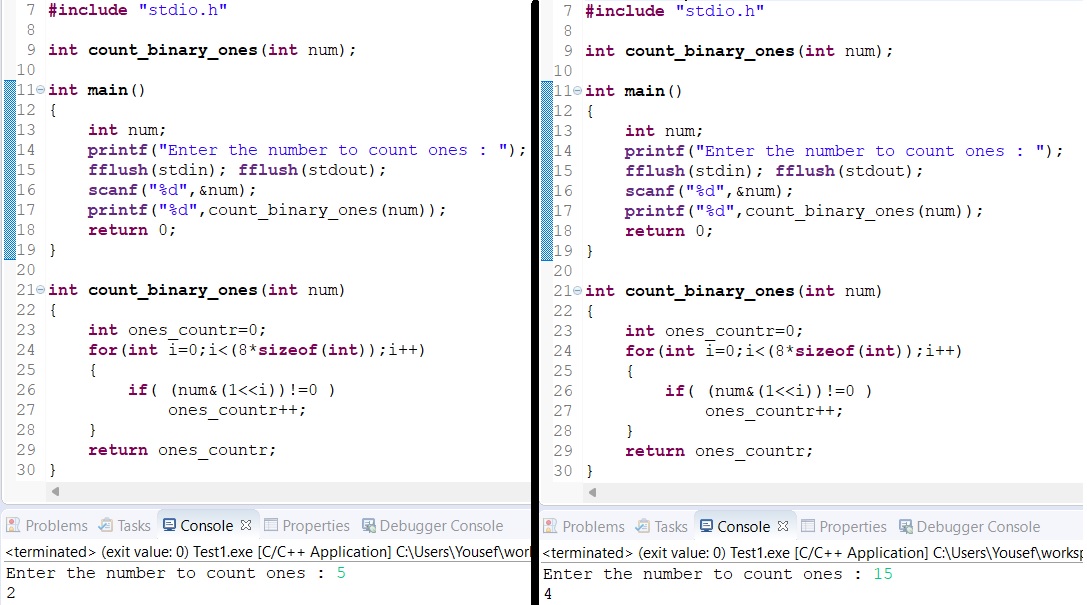 7 #include "stdio.h"
8
9 int count_binary_ones(int num);
10
11 int main()
12 {
13 int num;
14 printf("Enter the number to count ones : ");
15 fflush(stdin); fflush(stdout);
16 scanf("%d",&num);
17 printf("%d",count_binary_ones(num));
18 return 0;
19 }
20
21 int count_binary_ones(int num)
22 {
23 int ones_countr=0;
24 for(int i=0;i<(8*sizeof(int));i++)
25 {
26 if( (num&(1<<i))!=0 )
27 ones_countr++;
28 }
29 return ones_countr;
30 }
Problems Tasks Console Properties Debugger Console
<terminated> (exit value: 0) Test1.exe [C/C++ Application] C:\Users\Yousef\worl
Enter the number to count ones : 5
2
7 #include "stdio.h"
8
9 int count_binary_ones(int num);
10
11 int main()
12 {
13 int num;
14 printf("Enter the number to count ones : ");
15 fflush(stdin); fflush(stdout);
16 scanf("%d",&num);
17 printf("%d",count_binary_ones(num));
18 return 0;
19 }
20
21 int count_binary_ones(int num)
22 {
23 int ones_countr=0;
24 for(int i=0;i<(8*sizeof(int));i++)
25 {
26 if( (num&(1<<i))!=0 )
27 ones_countr++;
28 }
29 return ones_countr;
30 }
Problems Tasks Console Properties Debugger Console
<terminated> (exit value: 0) Test1.exe [C/C++ Application] C:\Users\Yousef\worksp
Enter the number to count ones : 15
4